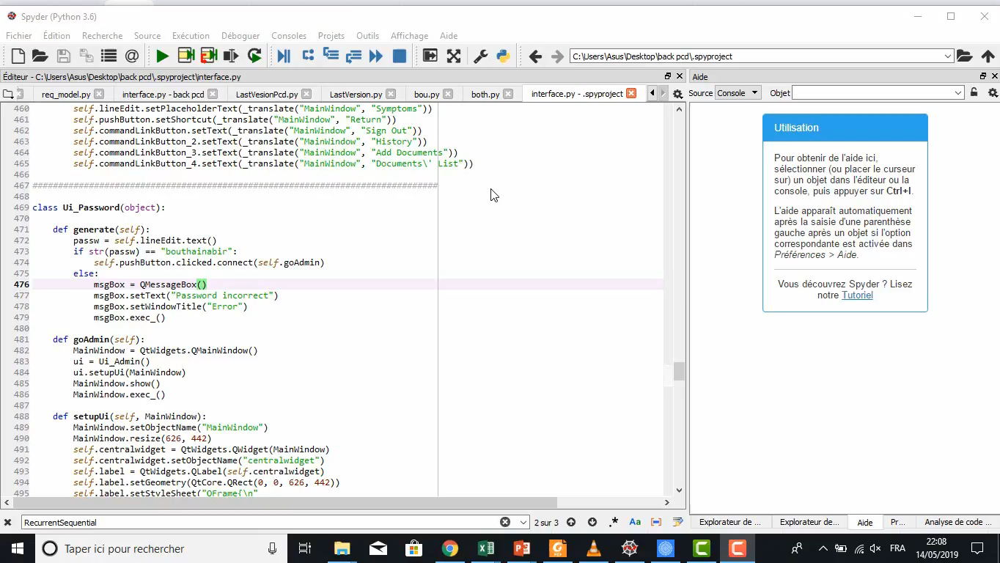 Spyder (Python 3.6)
Fichier Édition Recherche Source Exécution Déboguer Consoles Projets Outils Affichage Aide
C:\Users\Asus\Desktop\back pcd\.spyproject
Éditeur - C:\Users\Asus\Desktop\back pcd\.spyproject\interface.py
Aide
req_model.py interface.py - back pcd LastVesionPcd.py LastVersion.py bou.py both.py interface.py - .spyproject
Source Console Objet
460 self.lineEdit.setPlaceholderText(_translate("MainWindow", "Symptoms"))
461 self.pushButton.setShortcut(_translate("MainWindow", "Return"))
462 self.commandLinkButton.setText(_translate("MainWindow", "Sign Out"))
463 self.commandLinkButton_2.setText(_translate("MainWindow", "History"))
464 self.commandLinkButton_3.setText(_translate("MainWindow", "Add Documents"))
465 self.commandLinkButton_4.setText(_translate("MainWindow", "Documents\' List"))
466
467 ###############################################################################
468
469 class Ui_Password(object):
470
471 def generate(self):
472 passw = self.lineEdit.text()
473 if str(passw) == "bouthainabir":
474 self.pushButton.clicked.connect(self.goAdmin)
475 else:
476 msgBox = QMessageBox()
477 msgBox.setText("Password incorrect")
478 msgBox.setWindowTitle("Error")
479 msgBox.exec_()
480
481 def goAdmin(self):
482 MainWindow = QtWidgets.QMainWindow()
483 ui = Ui_Admin()
484 ui.setupUi(MainWindow)
485 MainWindow.show()
486 MainWindow.exec_()
487
488 def setupUi(self, MainWindow):
489 MainWindow.setObjectName("MainWindow")
490 MainWindow.resize(626, 442)
491 self.centralwidget = QtWidgets.QWidget(MainWindow)
492 self.centralwidget.setObjectName("centralwidget")
493 self.label = QtWidgets.QLabel(self.centralwidget)
494 self.label.setGeometry(QtCore.QRect(0, 0, 626, 442))
495 self.label.setStyleSheet("QFrame{\n"
Utilisation
Pour obtenir de l'aide ici,
sélectionner (ou placer le curseur
sur) un objet dans l'éditeur ou la
console, puis appuyer sur Ctrl+I.
L'aide apparaît automatiquement
après la saisie d'une parenthèse
gauche après un objet si l'option
correspondante est activée dans
Préférences > Aide.
Vous découvrez Spyder ? Lisez
notre Tutoriel
RecurrentSequential 2 sur 3 .* Aa
Explorateur de ... Explorateur de... Aide Pr... Analyse de code ...
Taper ici pour rechercher
FRA
22:08
14/05/2019